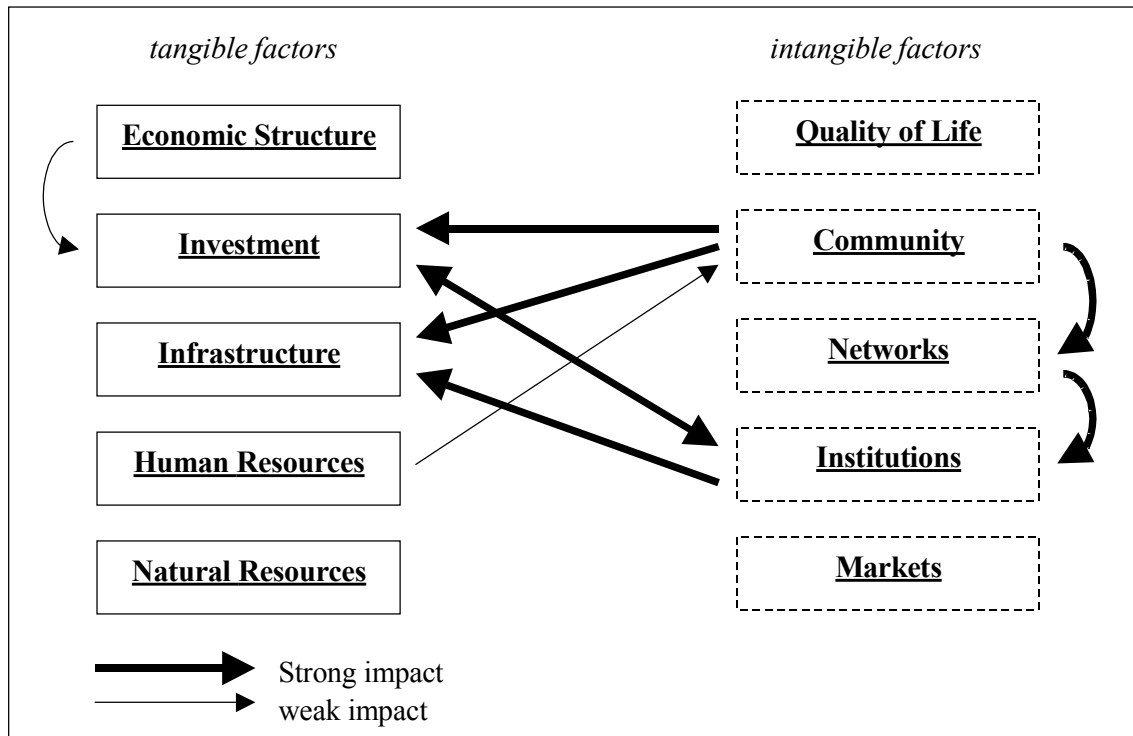 tangible factors
intangible factors
Economic Structure
Quality of Life
Investment
Community
Infrastructure
Networks
Human Resources
Institutions
Natural Resources
Markets
Strong impact
weak impact